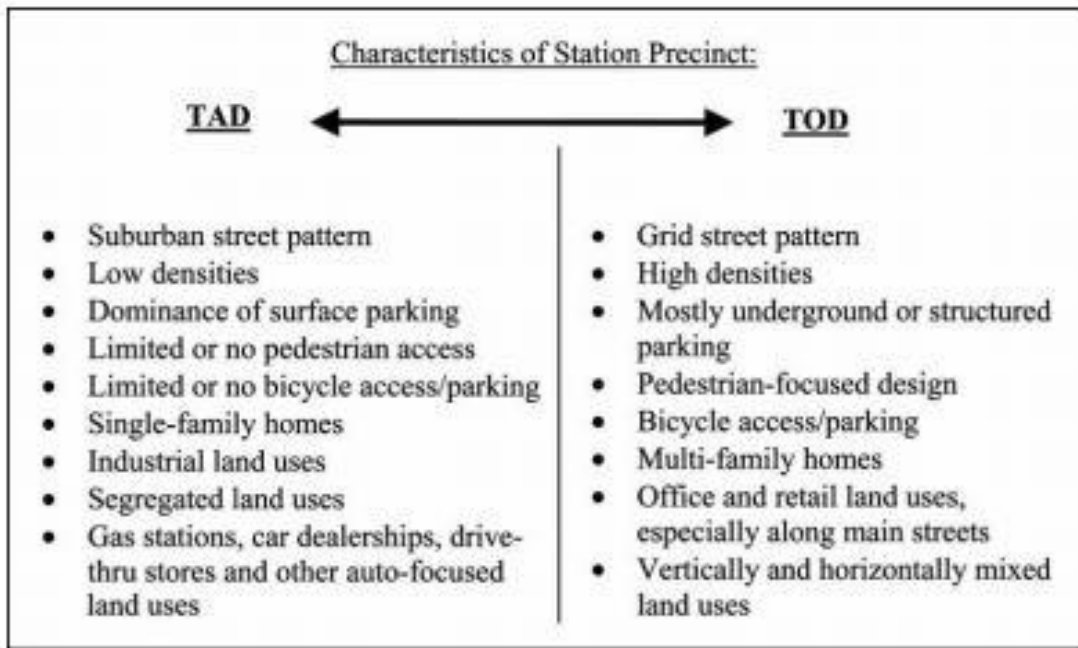 Characteristics of Station Precinct:
TAD
TOD
• Suburban street pattern
• Low densities
• Dominance of surface parking
• Limited or no pedestrian access
• Limited or no bicycle access/parking
• Single-family homes
• Industrial land uses
• Segregated land uses
• Gas stations, car dealerships, drive-
thru stores and other auto-focused
land uses
• Grid street pattern
• High densities
• Mostly underground or structured
parking
• Pedestrian-focused design
• Bicycle access/parking
• Multi-family homes
• Office and retail land uses,
especially along main streets
• Vertically and horizontally mixed
land uses